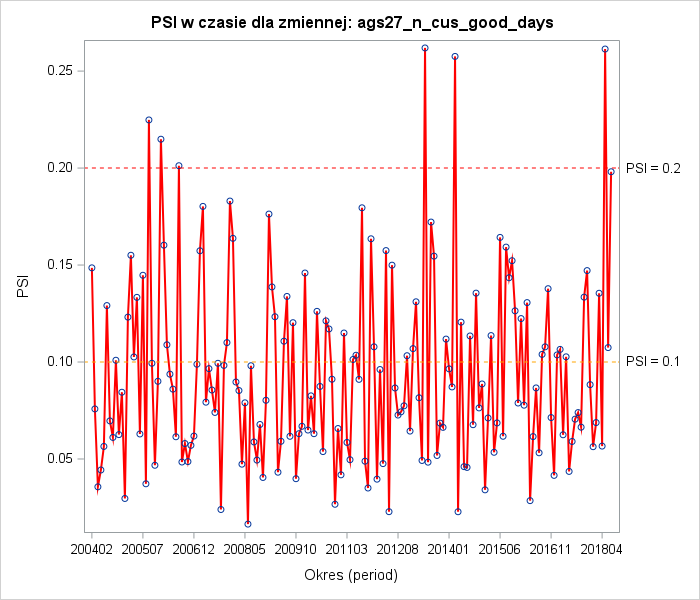 PSI w czasie dla zmiennej: ags27_n_cus_good_days
0.25
0.20
0.15
0.10
0.05
PSI
PSI = 0.2
PSI = 0.1
200402 200507 200612 200805 200910 201103 201208 201401 201506 201611 201804
Okres (period)